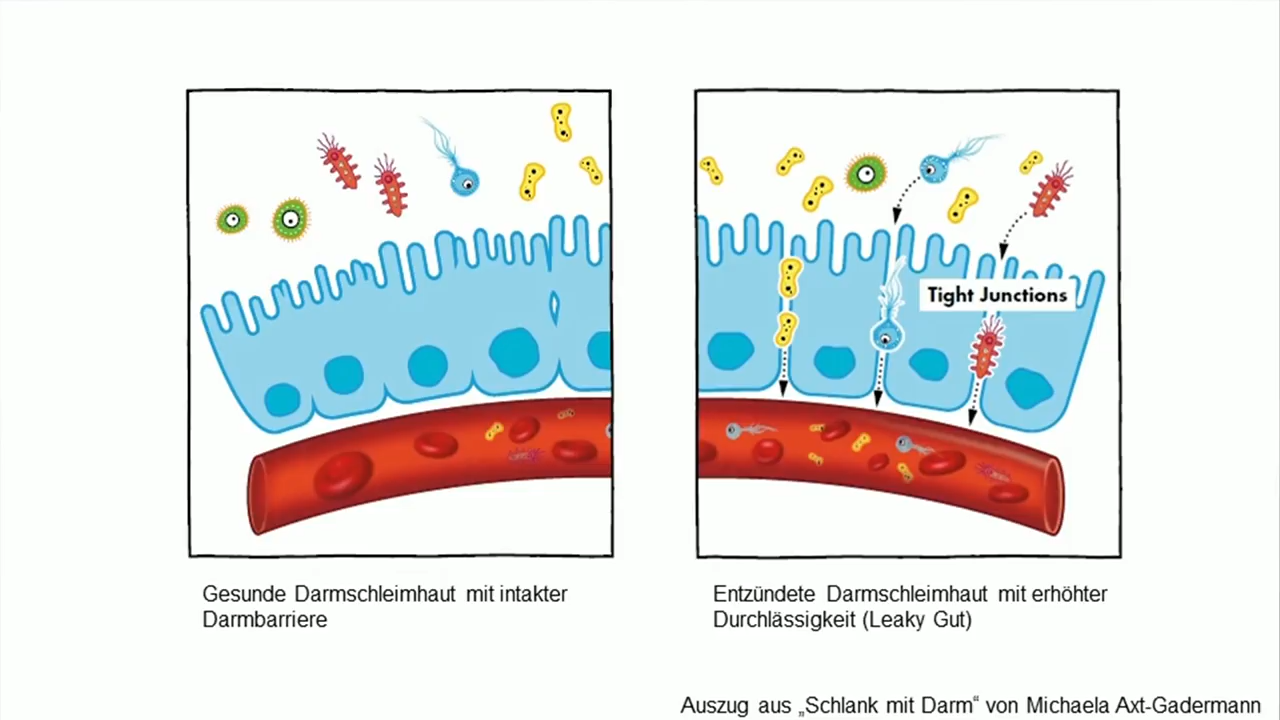 Tight Junctions
Gesunde Darmschleimhaut mit intakter
Darmbarriere
Entzündete Darmschleimhaut mit erhöhter
Durchlässigkeit (Leaky Gut)
Auszug aus „Schlank mit Darm“ von Michaela Axt-Gadermann